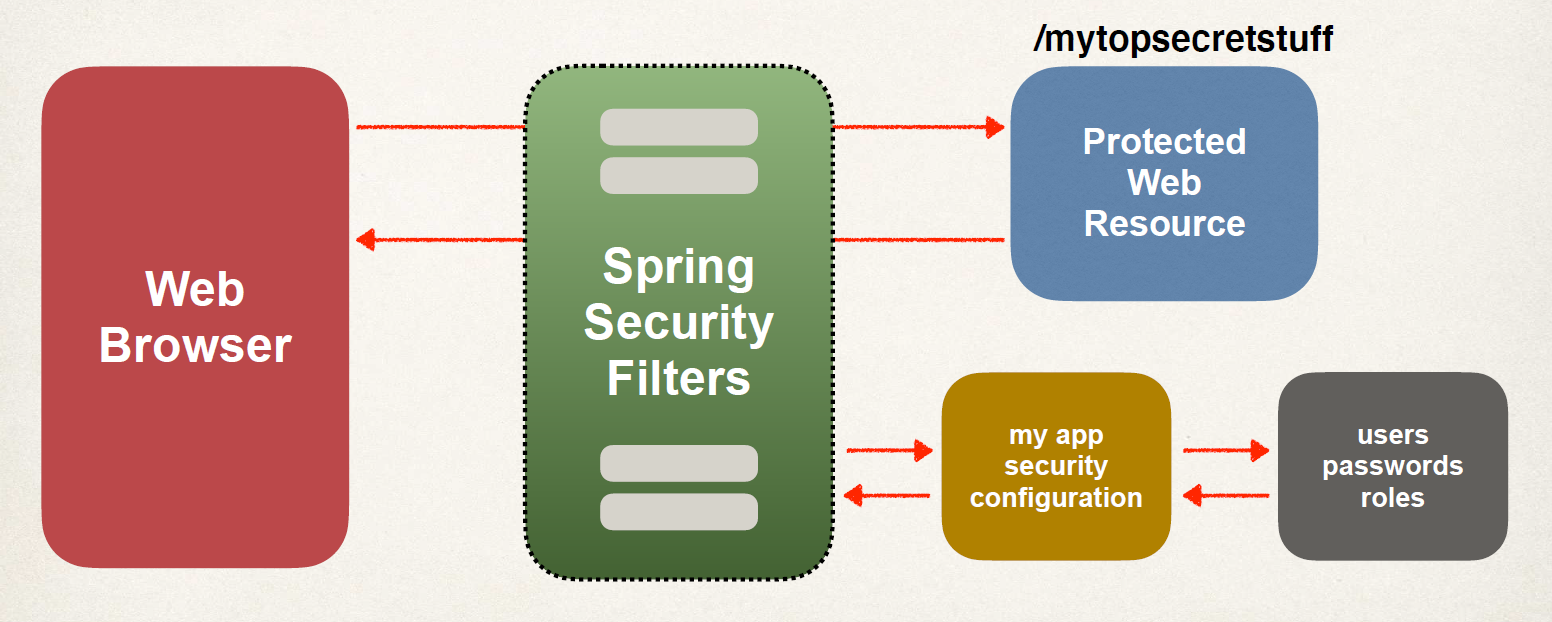 /mytopsecretstuff
Web
Browser
Spring
Security
Filters
Protected
Web
Resource
my app
security
configuration
users
passwords
roles